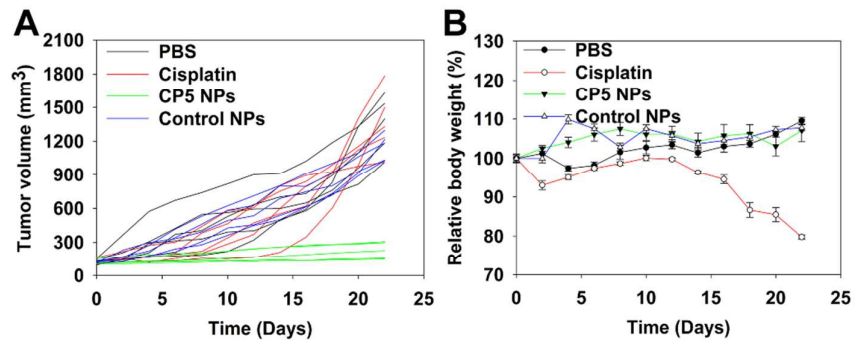 A
Tumor volume (mm³)
2100
1800
1500
1200
900
600
300
0
PBS
Cisplatin
CP5 NPs
Control NPs
0 5 10 15 20 25
Time (Days)
B
Relative body weight (%)
130
120
110
100
90
80
70
PBS
Cisplatin
CP5 NPs
Control NPs
0 5 10 15 20 25
Time (Days)